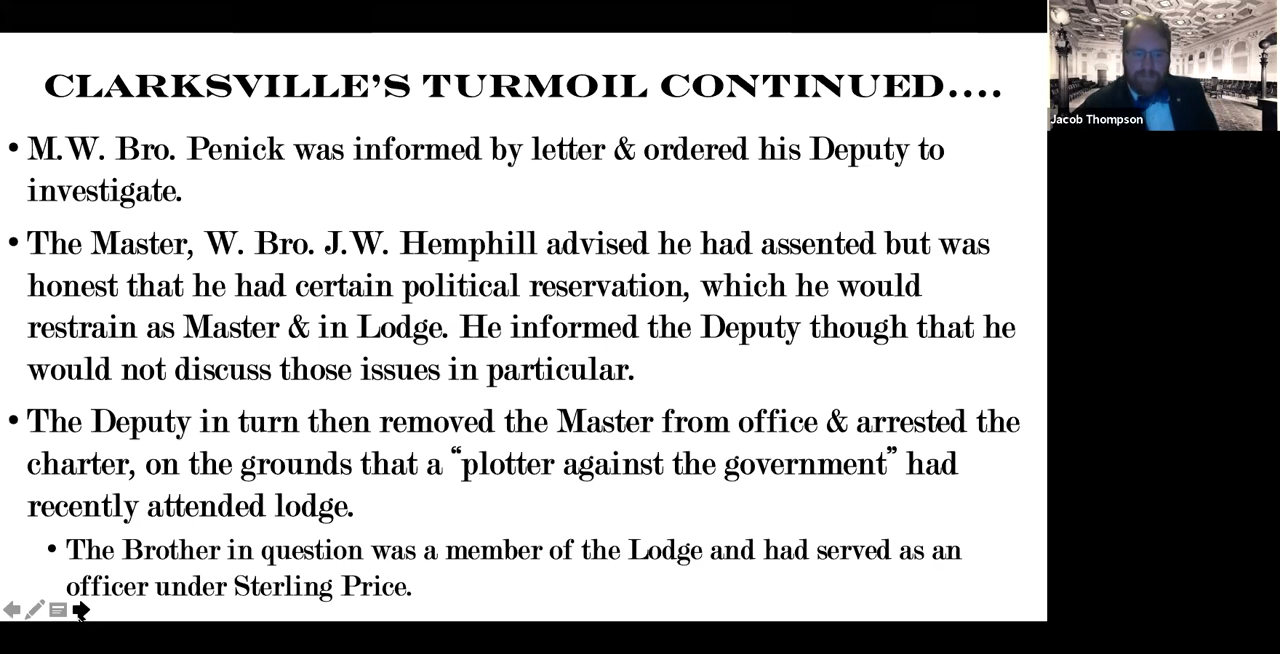 CLARKSVILLE'S TURMOIL CONTINUED....
• M.W. Bro. Penick was informed by letter & ordered his Deputy to
investigate.
• The Master, W. Bro. J.W. Hemphill advised he had assented but was
honest that he had certain political reservation, which he would
restrain as Master & in Lodge. He informed the Deputy though that he
would not discuss those issues in particular.
• The Deputy in turn then removed the Master from office & arrested the
charter, on the grounds that a “plotter against the government” had
recently attended lodge.
• The Brother in question was a member of the Lodge and had served as an
officer under Sterling Price.
Jacob Thompson